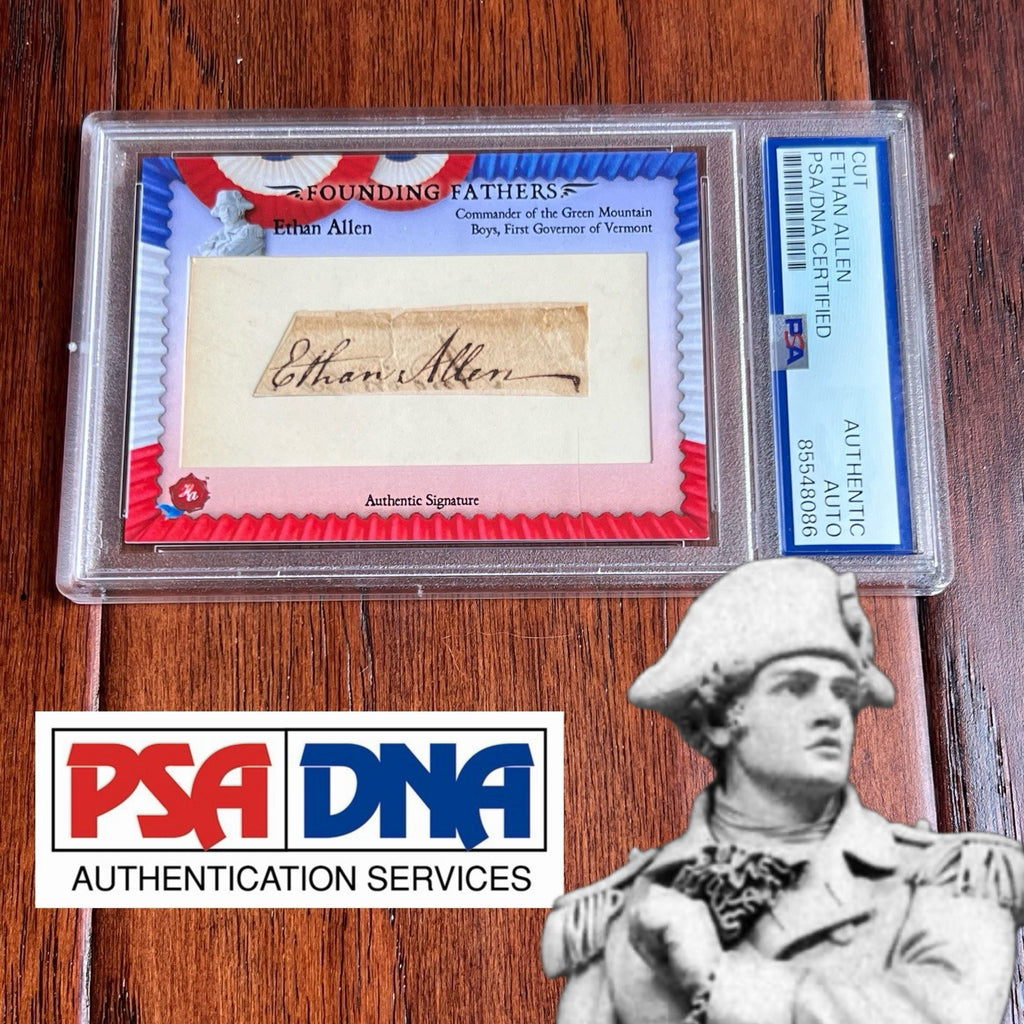 FOUNDING FATHERS
Ethan Allen
Commander of the Green Mountain
Boys, First Governor of Vermont
Ethan Allen
Authentic Signature
CUT
ETHAN ALLEN
PSA/DNA CERTIFIED
PSA
AUTHENTIC
AUTO
85548086
PSA DNA
AUTHENTICATION SERVICES